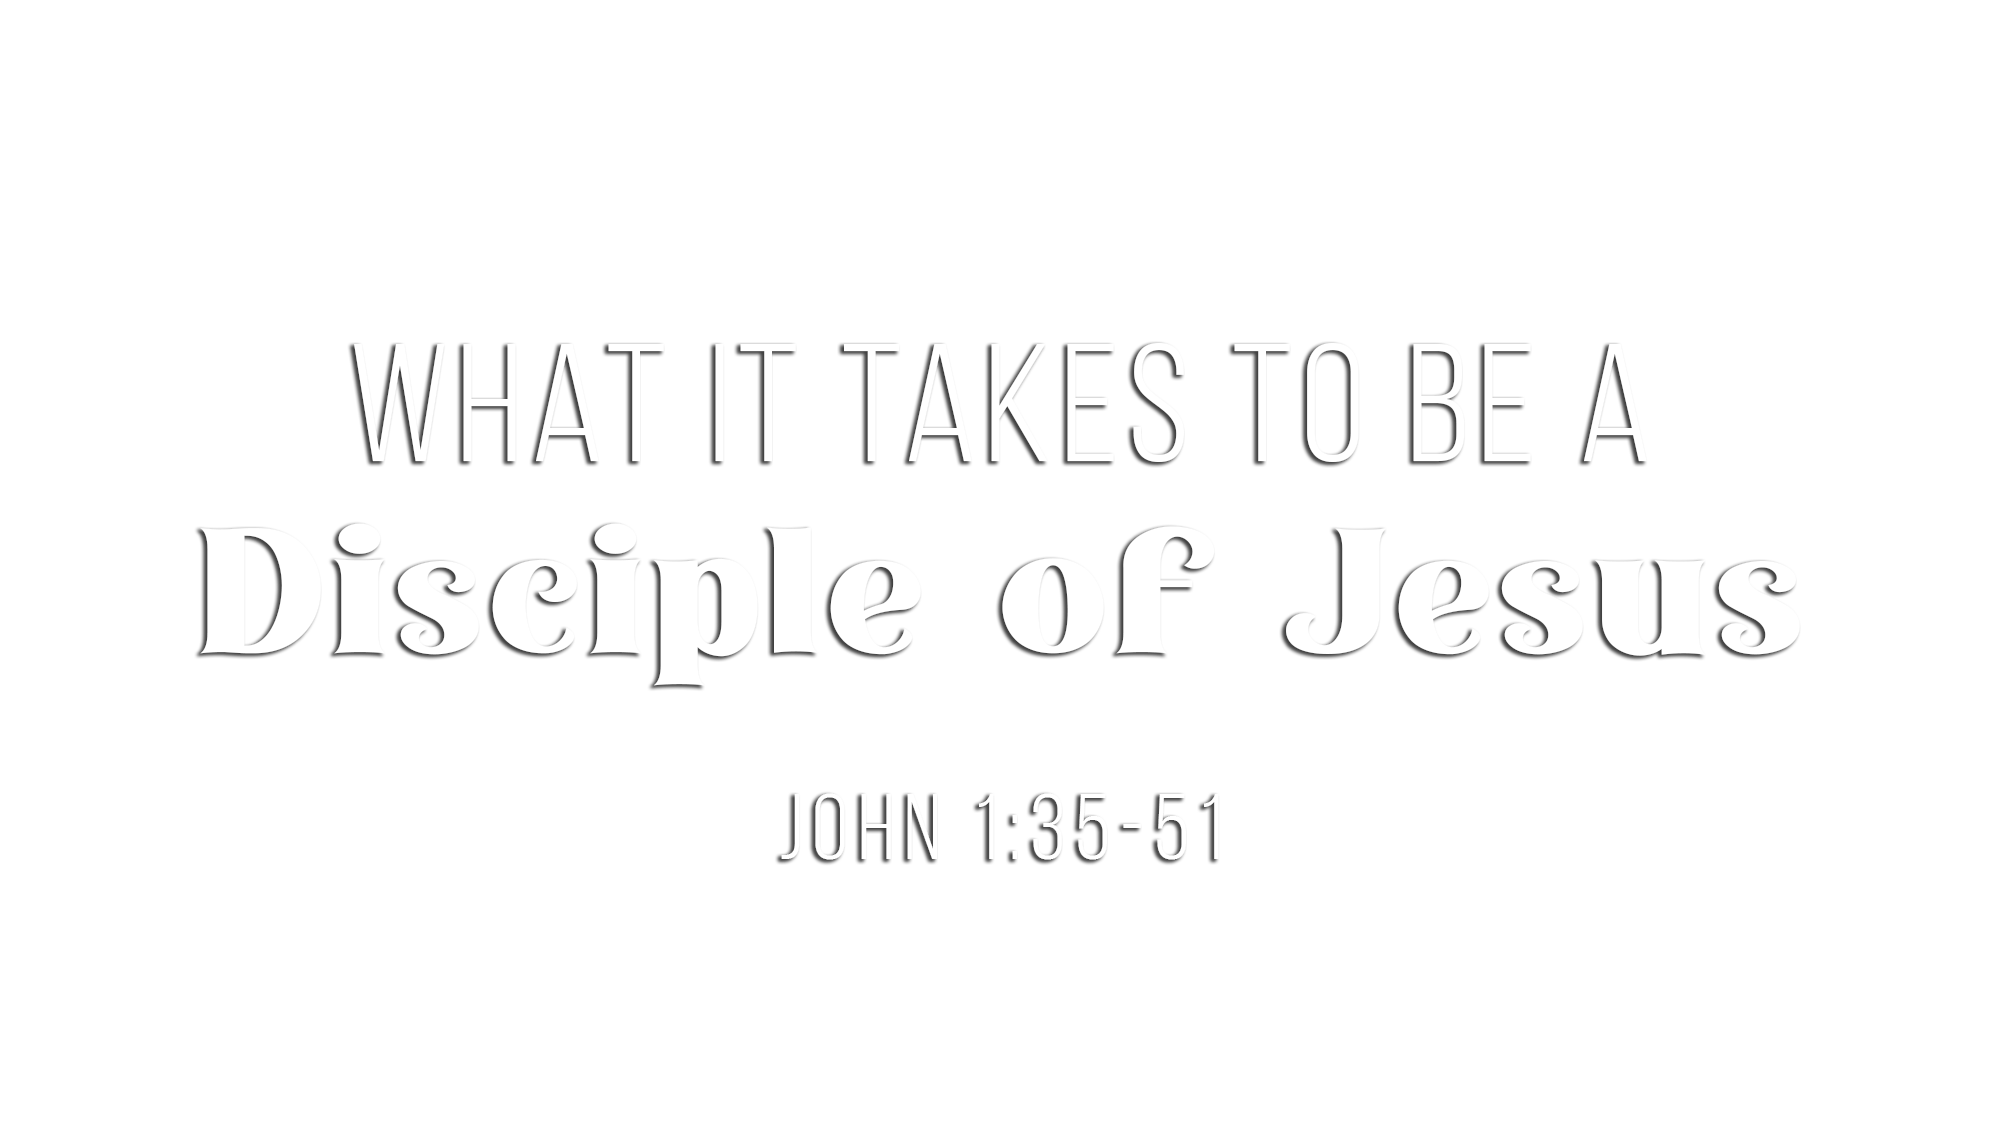 WHAT IT TAKES TO BE A
Disciple of Jesus
JOHN 1:35-51